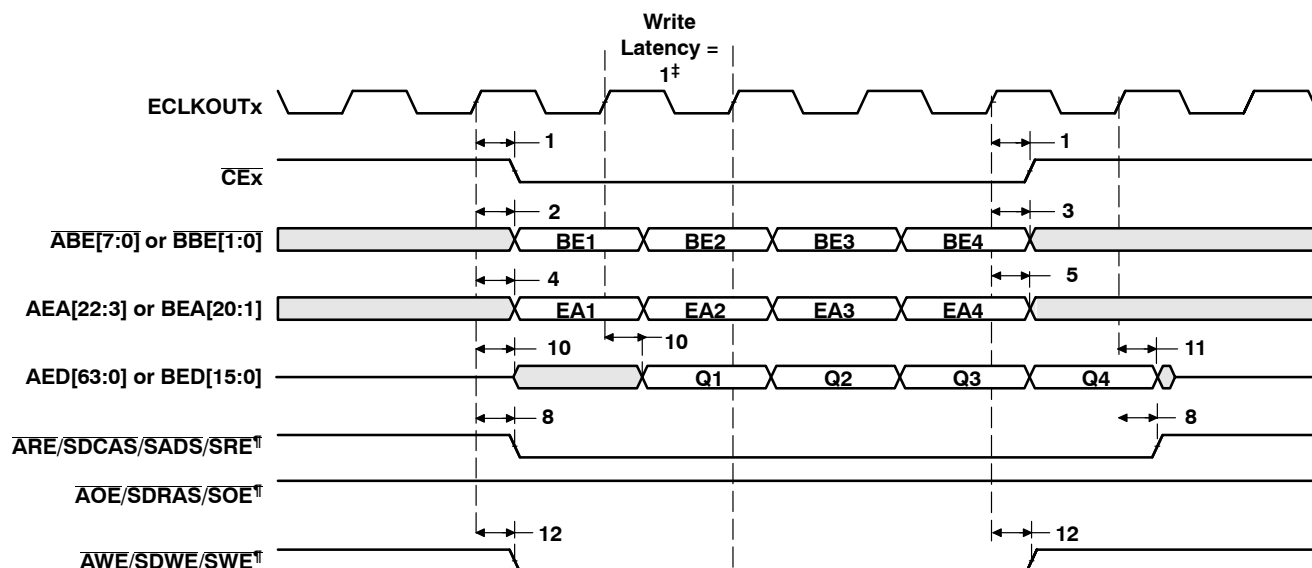 Write
Latency =
1‡
ECLKOUTx
1 1
CEx
2 3
ABE[7:0] or BBE[1:0]
BE1 BE2 BE3 BE4
4 5
AEA[22:3] or BEA[20:1]
EA1 EA2 EA3 EA4
10 10 11
AED[63:0] or BED[15:0]
Q1 Q2 Q3 Q4
8 8
ARE/SDCAS/SADS/SRE¶
AOE/SDRAS/SOE¶
12 12
AWE/SDWE/SWE¶